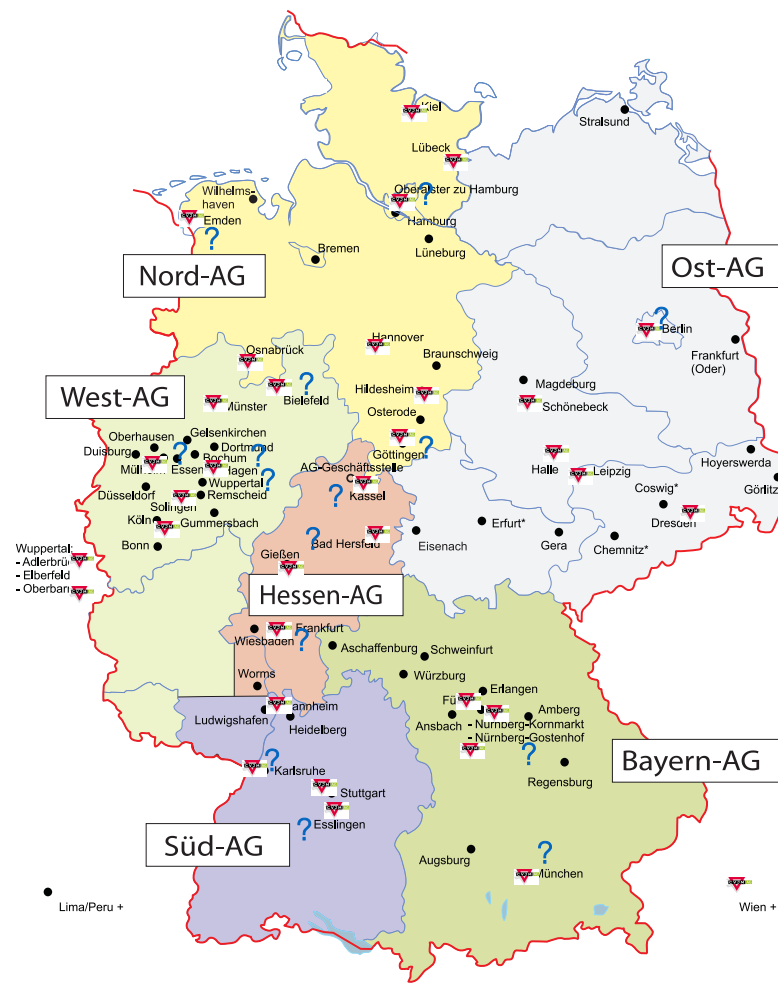 Kiel
Stralsund
Lübeck
Wilhelms-
haven
Oberalster zu Hamburg
Emden
Hamburg
Bremen
Lüneburg
Nord-AG
Ost-AG
Berlin
Hannover
Osnabrück
Braunschweig
Frankfurt
(Oder)
West-AG
Magdeburg
Münster
Bielefeld
Hildesheim
Schönebeck
Osterode
Gelsenkirchen
Oberhausen
Dortmund
Duisburg
Bochum
Göttingen
Hoyerswerda
Essen
AG-Geschäftsstelle
Halle
Leipzig
Wuppertal
Kassel
Coswig*
Görlitz
Düsseldorf
Remscheid
Solingen
Dresden
Köln
Gummersbach
Erfurt*
Bonn
Bad Hersfeld
Eisenach
Gera
Chemnitz*
Wuppertal
- Adlerbrü
- Elberfeld
- Oberbar
Gießen
Hessen-AG
Frankfurt
Wiesbaden
Aschaffenburg
Schweinfurt
Worms
Würzburg
Erlangen
Fü
annheim
Amberg
Ludwigshafen
Ansbach
- Nürnberg-Kornmarkt
Heidelberg
- Nürnberg-Gostenhof
Bayern-AG
Karlsruhe
Regensburg
Stuttgart
Esslingen
Süd-AG
Augsburg
München
Lima/Peru +
Wien +